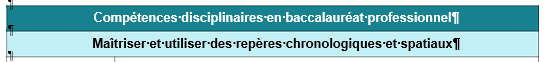 Compétences disciplinaires en baccalauréat professionnel¶
Maîtriser et utiliser des repères chronologiques et spatiaux¶